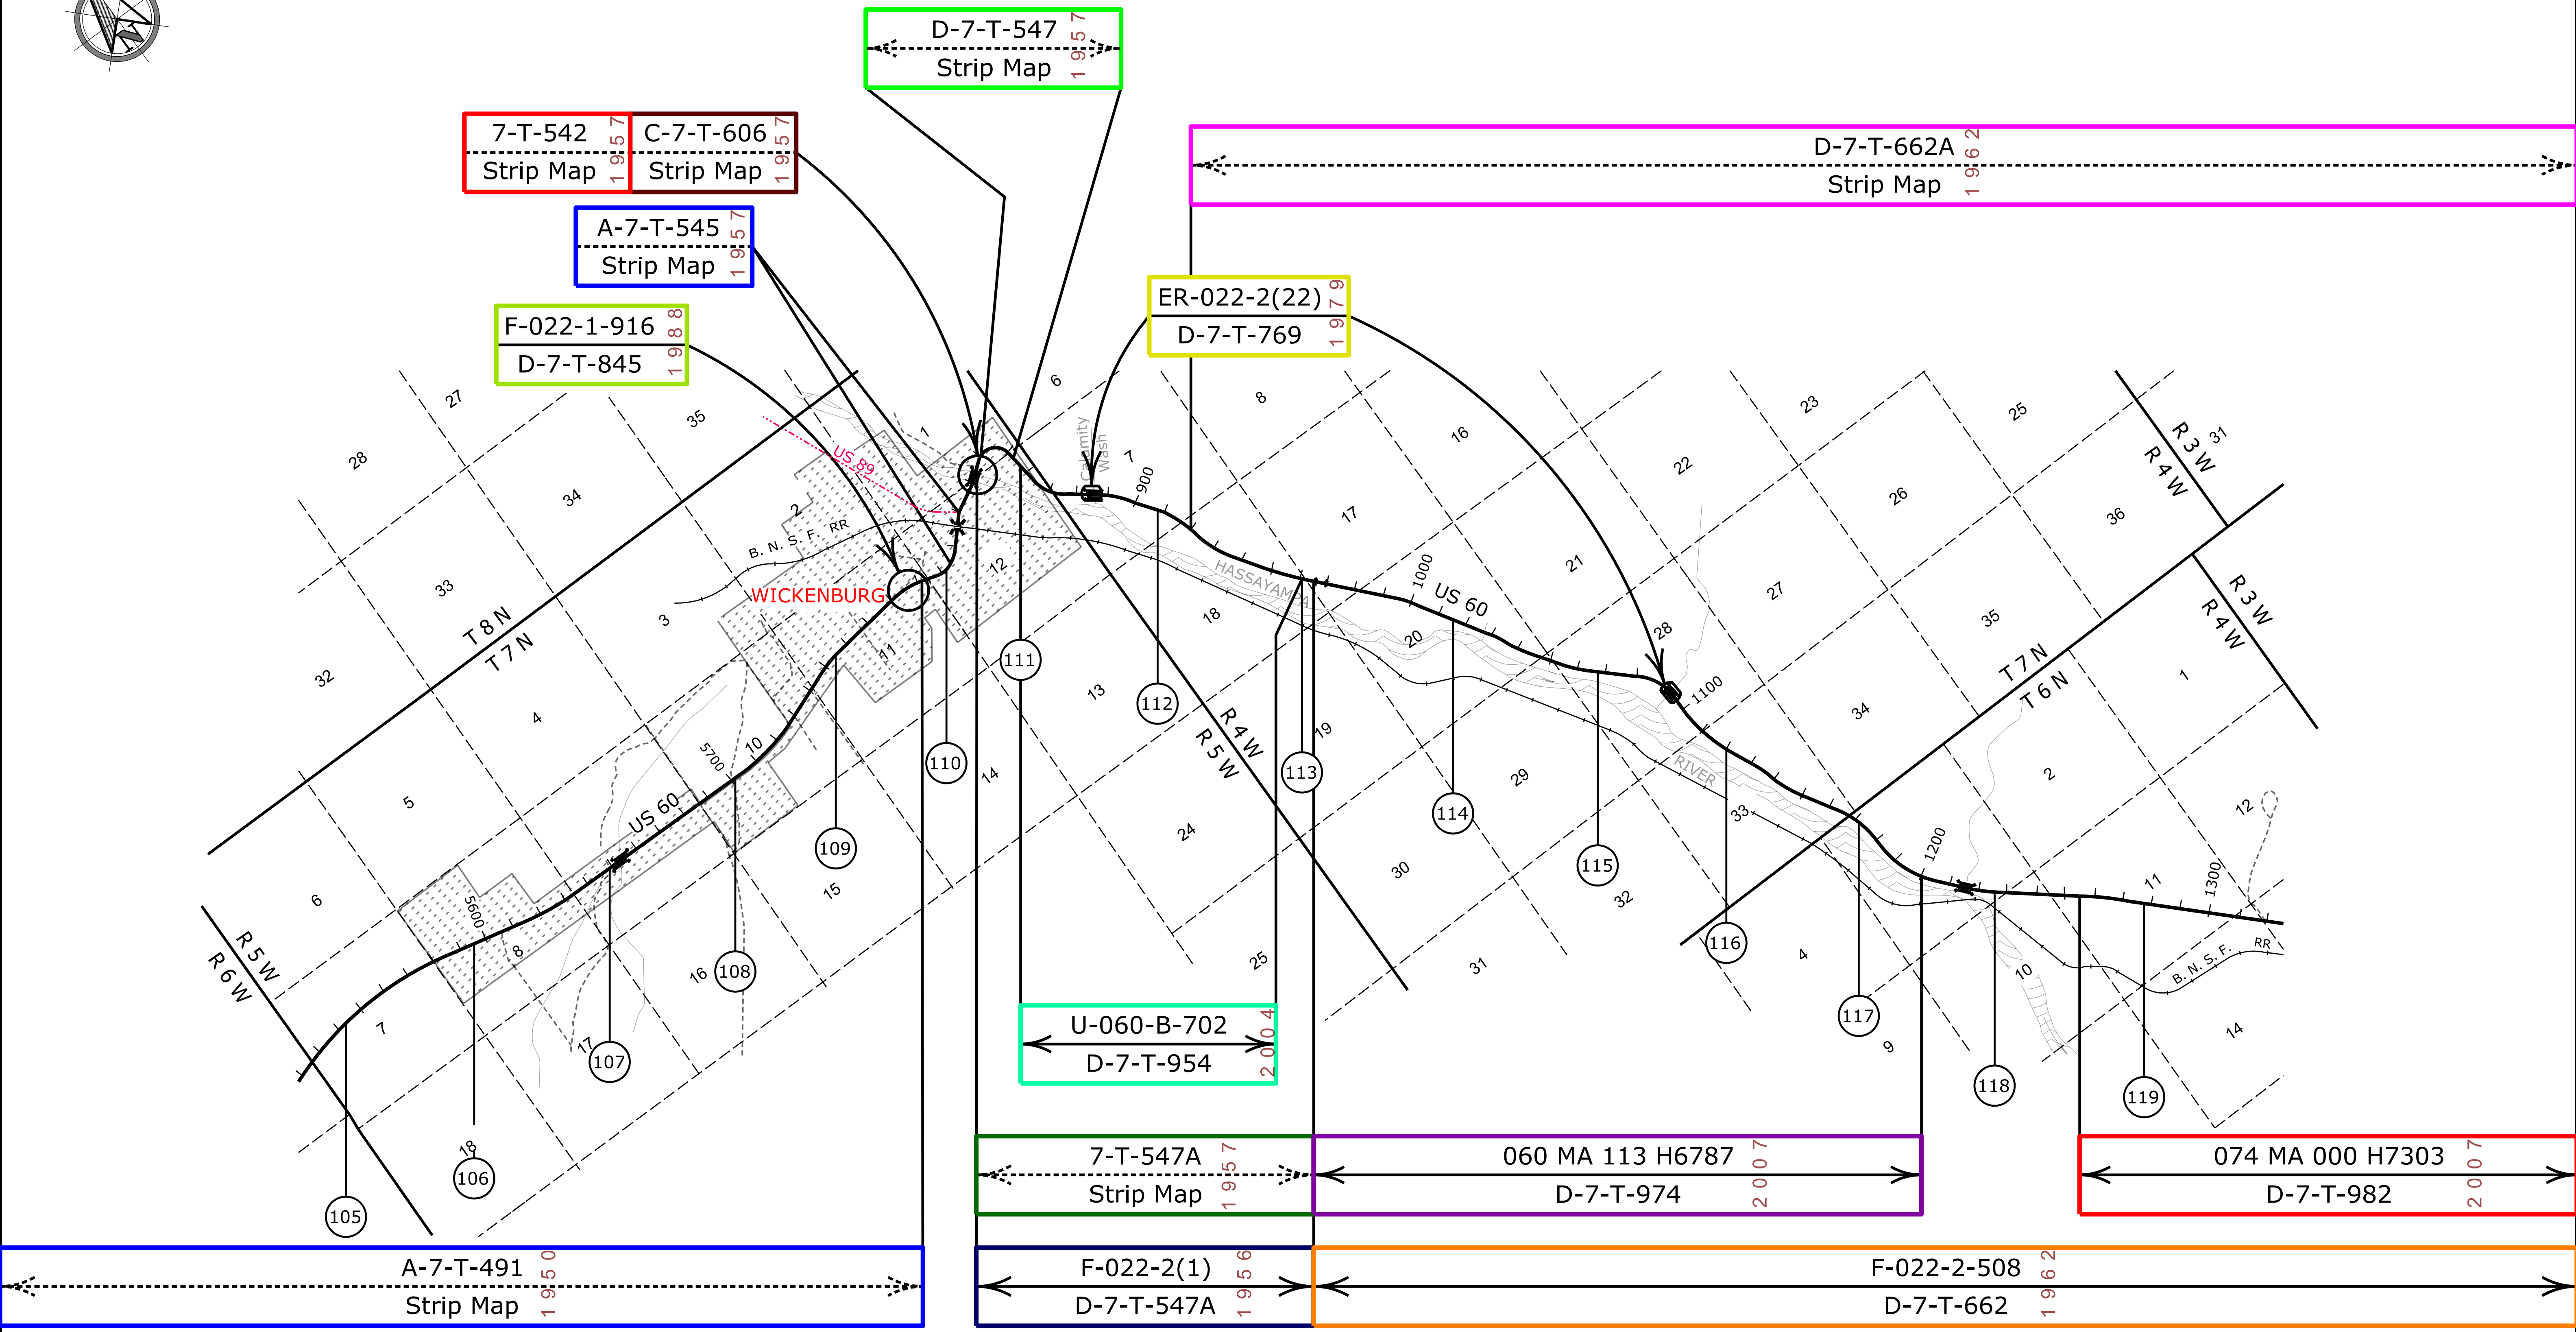 W
D-7-T-547
Strip Map
1957
7-T-542
Strip Map
1957
C-7-T-606
Strip Map
1957
D-7-T-662A
Strip Map
1962
A-7-T-545
Strip Map
1957
F-022-1-916
D-7-T-845
1988
ER-022-2(22)
D-7-T-769
1979
27
35
28
34
33
32
T 8 N
T 7 N
3
4
5
6
R 5 W
R 6 W
7
18
8
17
16
15
10
5600
5700
US 60
US 89
B. N. S. F. RR
WICKENBURG
1
2
11
12
14
13
24
25
6
Calamity
Wash
7
8
900
HASSAYAMPA
18
17
16
R 4 W
R 5 W
19
20
21
1000
US 60
22
23
25
26
27
28
29
30
31
32
33
34
35
36
31
R 3 W
R 4 W
R 3 W
R 4 W
T 7 N
T 6 N
1100
RIVER
1
2
4
9
10
11
12
14
1200
1300
B. N. S. F. RR
105
106
107
108
109
110
111
112
113
114
115
116
117
118
119
U-060-B-702
D-7-T-954
2004
7-T-547A
Strip Map
1957
060 MA 113 H6787
D-7-T-974
2007
074 MA 000 H7303
D-7-T-982
2007
A-7-T-491
Strip Map
1950
F-022-2(1)
D-7-T-547A
1956
F-022-2-508
D-7-T-662
1962